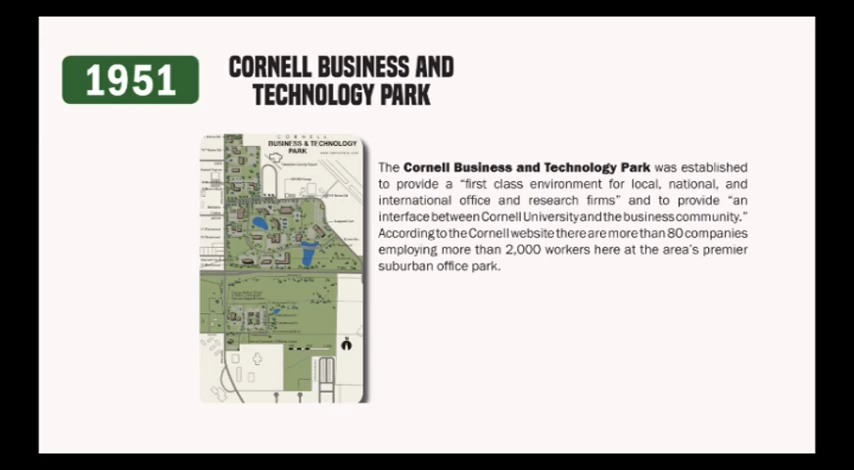 1951
CORNELL BUSINESS AND
TECHNOLOGY PARK
CORNELL
BUSINESS & TECHNOLOGY
PARK
The Cornell Business and Technology Park was established
to provide a “first class environment for local, national, and
international office and research firms” and to provide “an
interface between Cornell University and the business community.”
According to the Cornell website there are more than 80 companies
employing more than 2,000 workers here at the area’s premier
suburban office park.